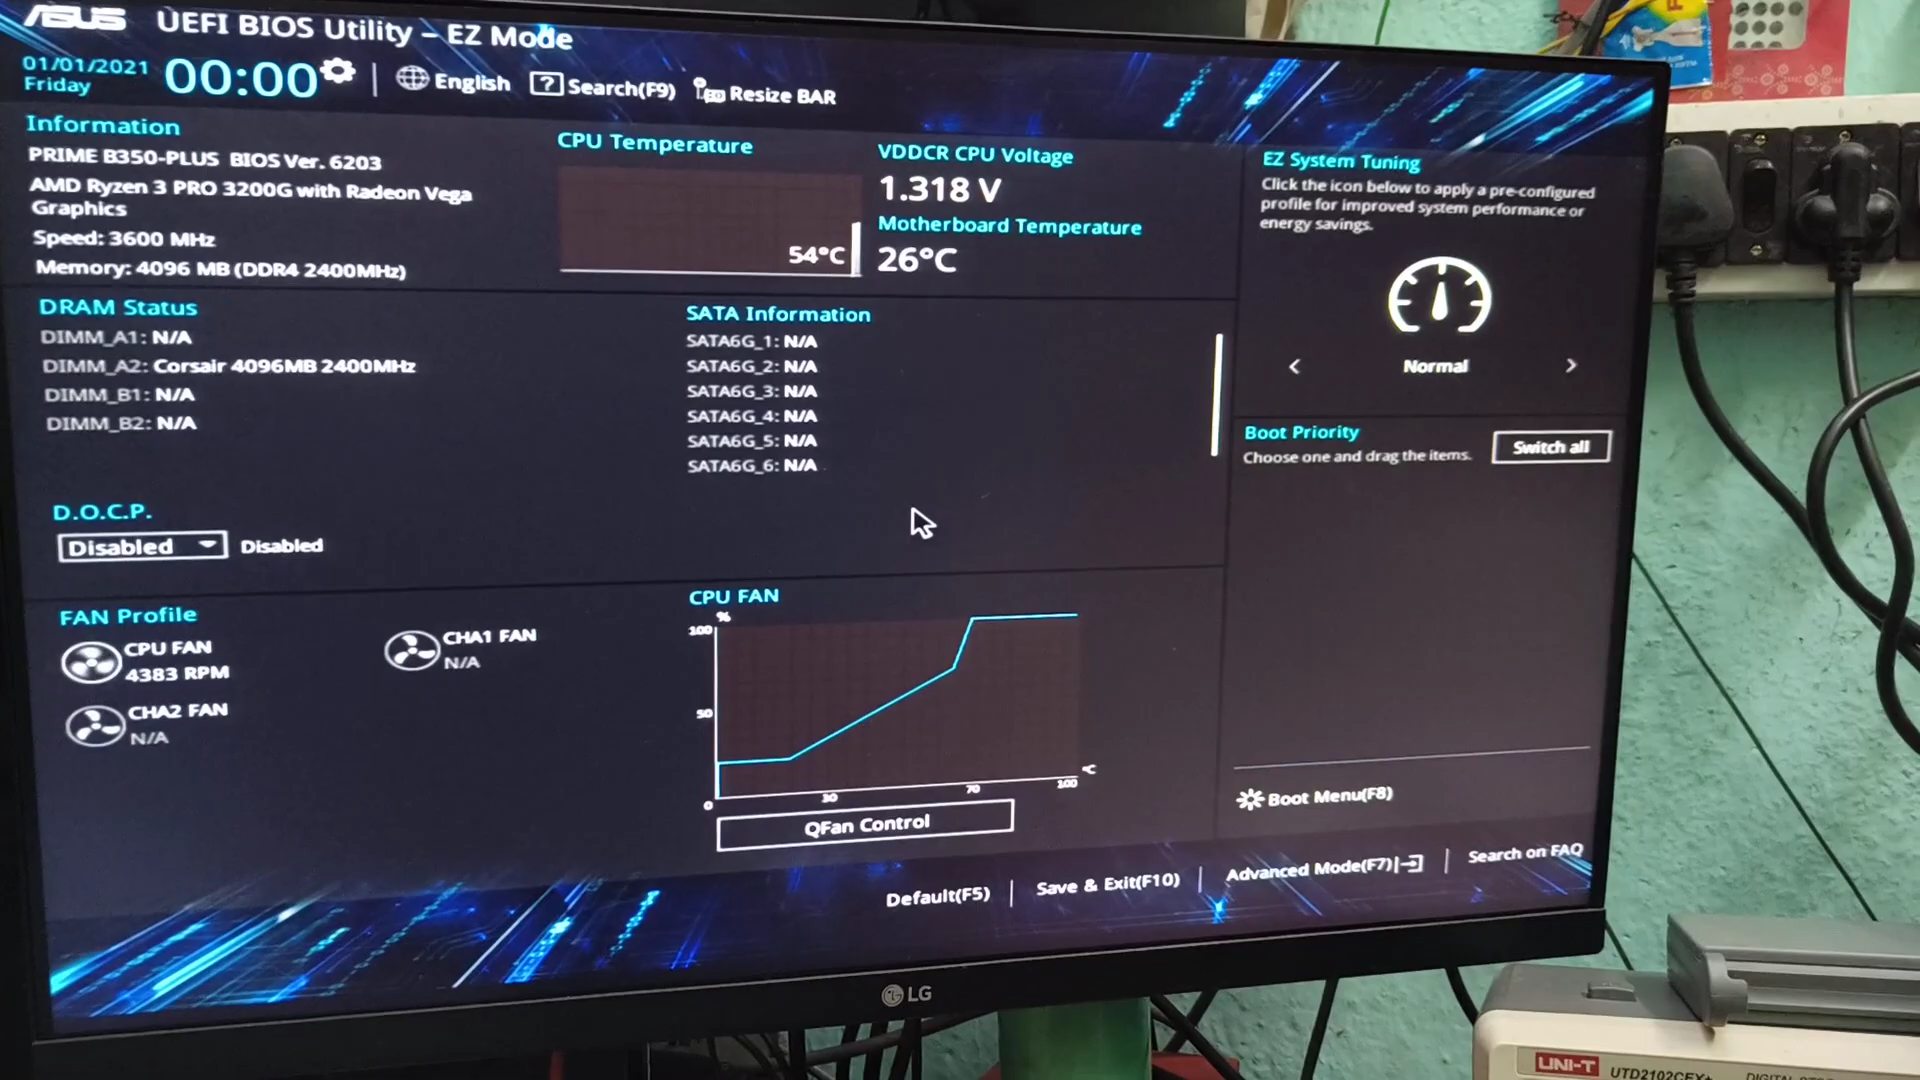 ASUS UEFI BIOS Utility – EZ Mode
01/01/2021
Friday
00:00
English
Search(F9)
Resize BAR
Information
PRIME B350-PLUS BIOS Ver. 6203
AMD Ryzen 3 PRO 3200G with Radeon Vega
Graphics
Speed: 3600 MHz
Memory: 4096 MB (DDR4 2400MHz)
CPU Temperature
54°C
VDDCR CPU Voltage
1.318 V
Motherboard Temperature
26°C
EZ System Tuning
Click the icon below to apply a pre-configured
profile for improved system performance or
energy savings.
Normal
DRAM Status
DIMM_A1: N/A
DIMM_A2: Corsair 4096MB 2400MHz
DIMM_B1: N/A
DIMM_B2: N/A
SATA Information
SATA6G_1: N/A
SATA6G_2: N/A
SATA6G_3: N/A
SATA6G_4: N/A
SATA6G_5: N/A
SATA6G_6: N/A
Boot Priority
Choose one and drag the items.
Switch all
D.O.C.P.
Disabled
Disabled
FAN Profile
CPU FAN
4383 RPM
CHA1 FAN
N/A
CHA2 FAN
N/A
CPU FAN
%
100
50
0
30
70
100
°C
QFan Control
Boot Menu(F8)
Default(F5)
Save & Exit(F10)
Advanced Mode(F7)
Search on FAQ
LG
UNI-T